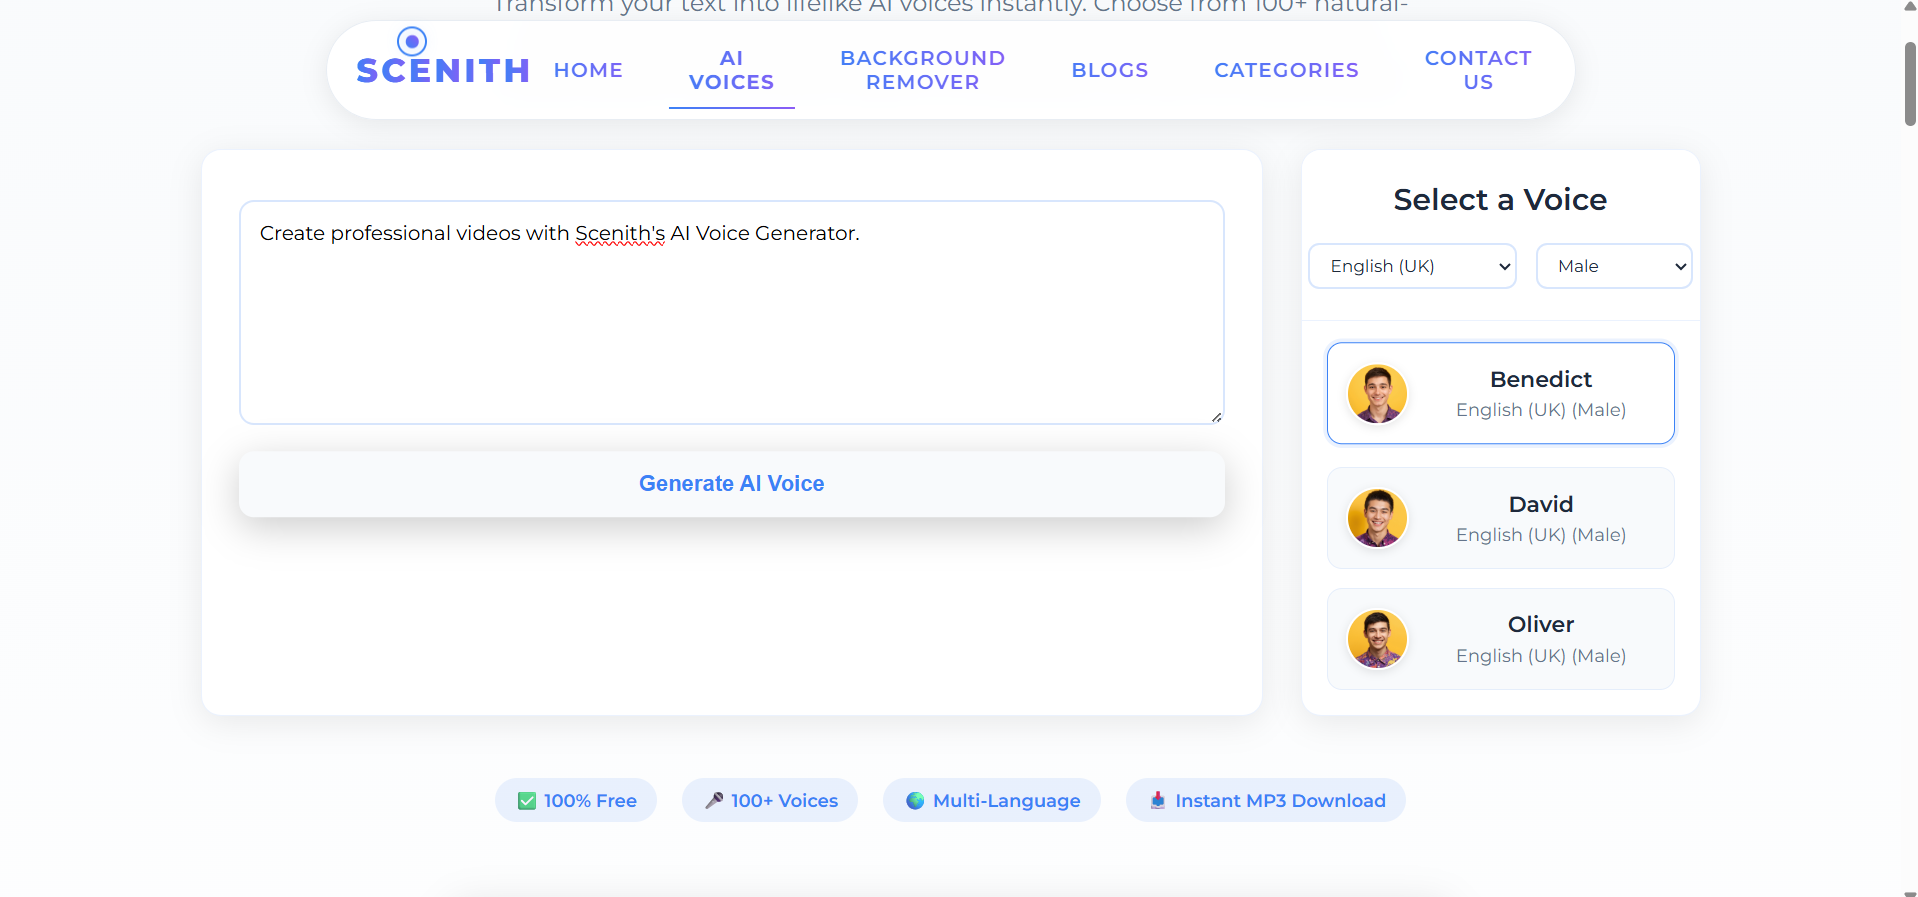 Transform your text into lifelike AI voices instantly. Choose from 100+ natural-
SCENITH
HOME
AI
VOICES
BACKGROUND
REMOVER
BLOGS
CATEGORIES
CONTACT
US
Create professional videos with Scenith's AI Voice Generator.
Generate AI Voice
Select a Voice
English (UK)
Male
Benedict
English (UK) (Male)
David
English (UK) (Male)
Oliver
English (UK) (Male)
100% Free
100+ Voices
Multi-Language
Instant MP3 Download